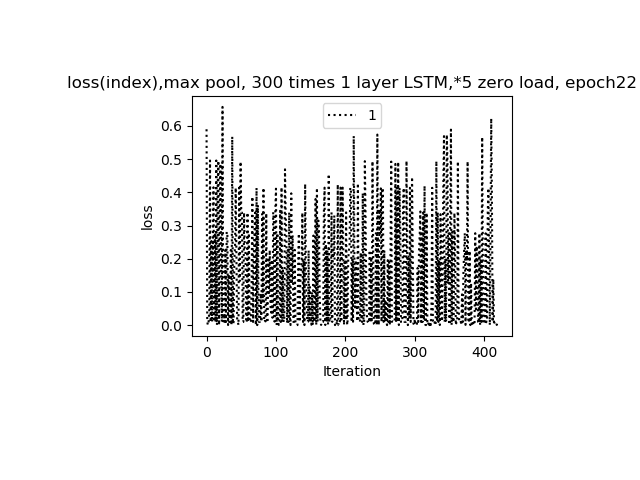 loss(index),max pool, 300 times 1 layer LSTM,*5 zero load, epoch22
1
0.6
0.5
0.4
0.3
0.2
0.1
0.0
loss
0 100 200 300 400
Iteration